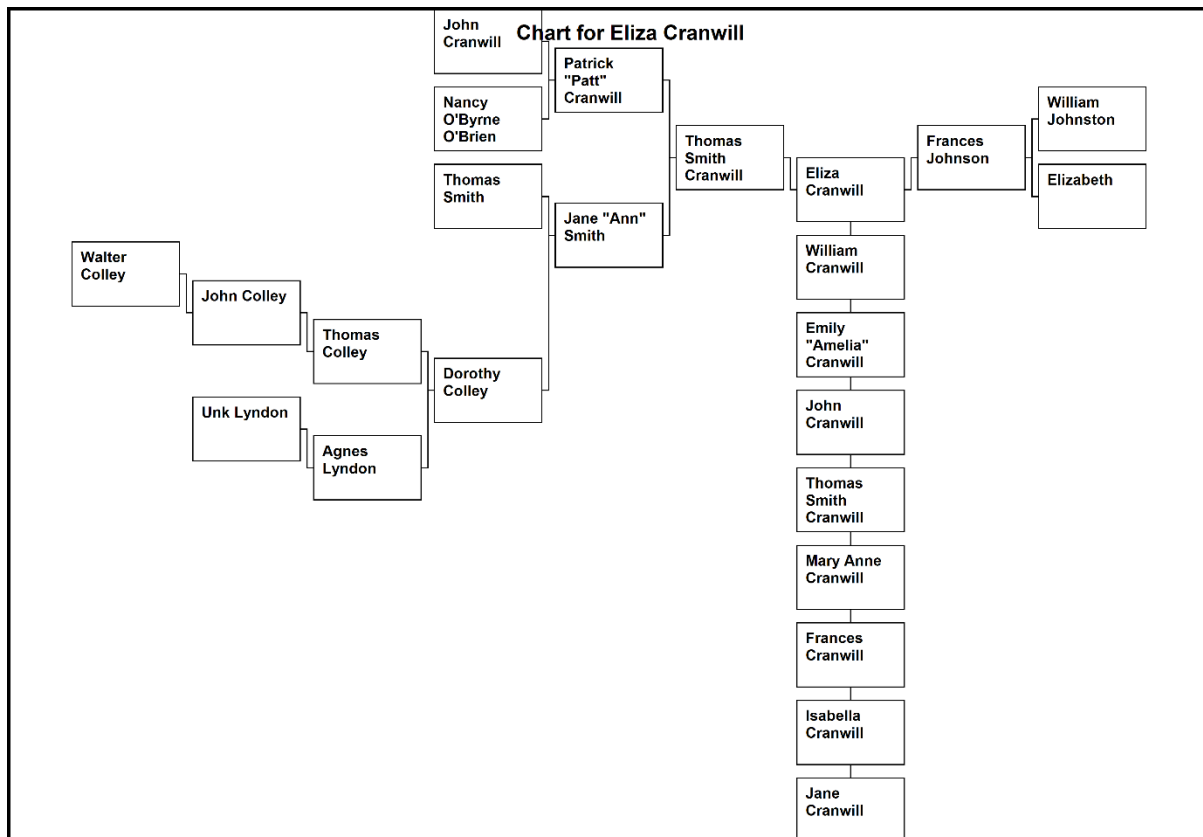 Chart for Eliza Cranwill
John
Cranwill
Patrick
"Patt"
Cranwill
Nancy
O'Byrne
O'Brien
William
Johnston
Thomas
Smith
Cranwill
Frances
Johnson
Eliza
Cranwill
Thomas
Smith
Elizabeth
Jane "Ann"
Smith
Walter
Colley
William
Cranwill
John Colley
Thomas
Colley
Emily
"Amelia"
Cranwill
Dorothy
Colley
Unk Lyndon
John
Cranwill
Agnes
Lyndon
Thomas
Smith
Cranwill
Mary Anne
Cranwill
Frances
Cranwill
Isabella
Cranwill
Jane
Cranwill